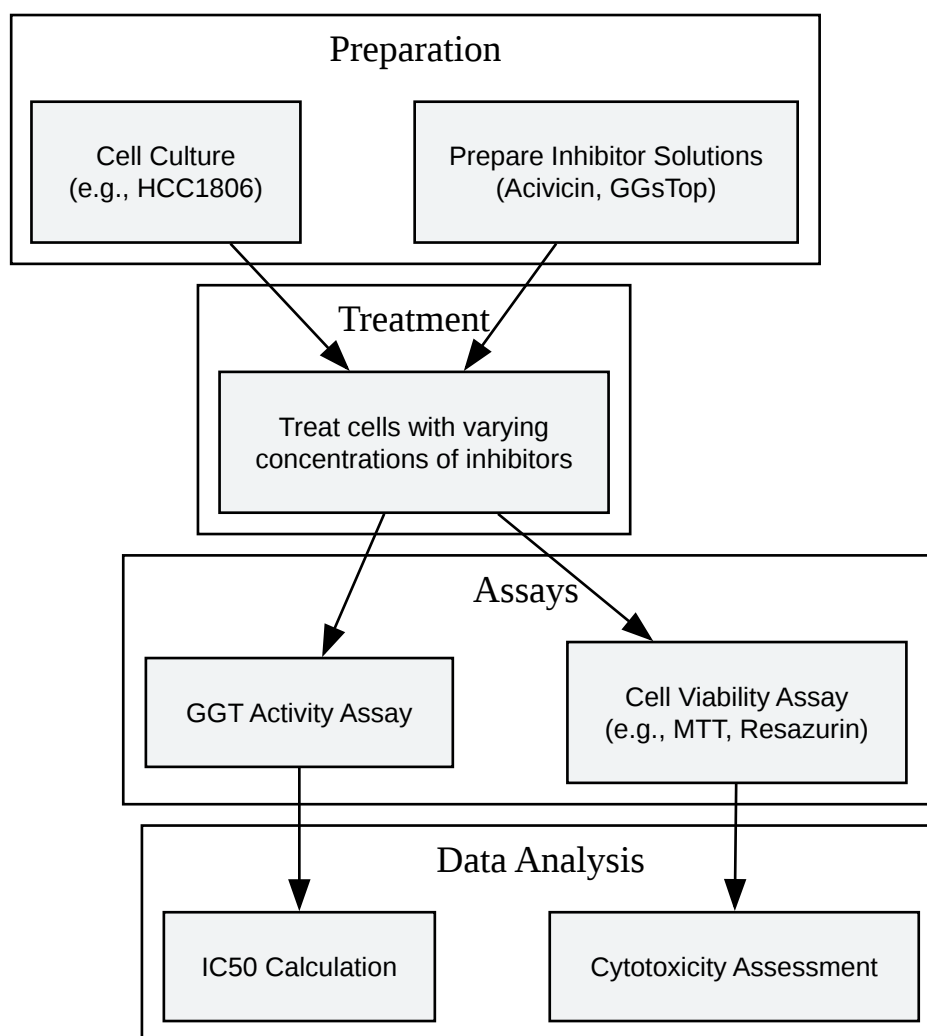 Preparation
Cell Culture
(e.g., HCC1806)
Prepare Inhibitor Solutions
(Acivicin, GGsTop)
Treatment
Treat cells with varying
concentrations of inhibitors
Assays
GGT Activity Assay
Cell Viability Assay
(e.g., MTT, Resazurin)
Data Analysis
IC50 Calculation
Cytotoxicity Assessment